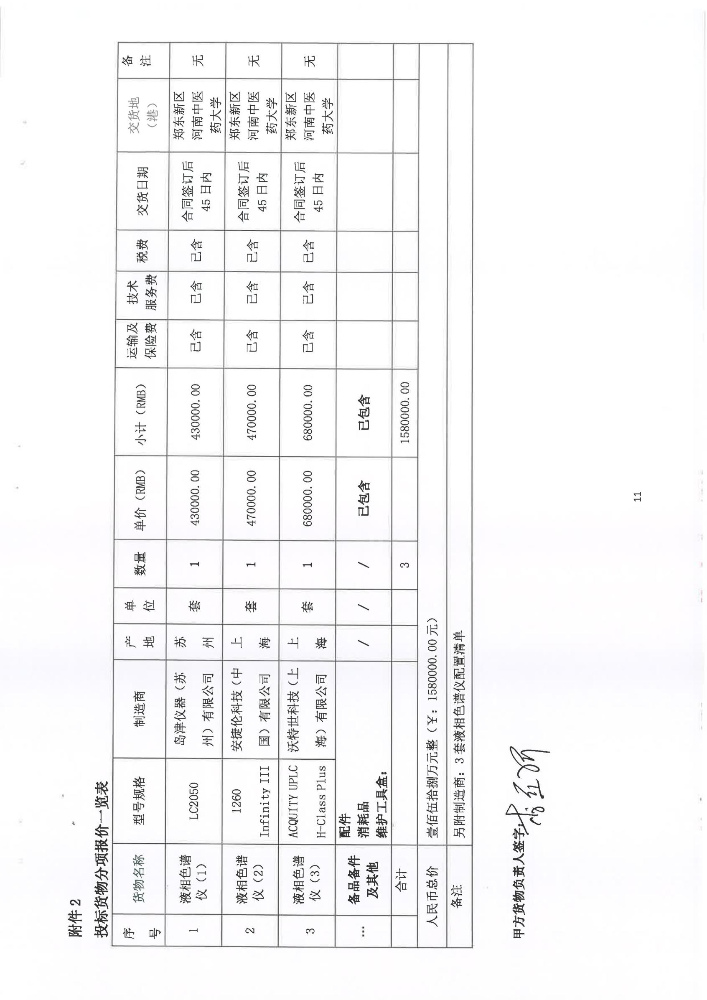 附件 2
投标货物分项报价一览表
序号 货物名称 型号规格 制造商 产地 单位 数量 单价（RMB） 小计（RMB） 运输及保险费 技术服务费 税费 交货日期 交货地（港） 备注
1 液相色谱仪（1） LC2050 岛津仪器（苏州）有限公司 苏州 套 1 430000.00 430000.00 已含 已含 已含 合同签订后45 日内 郑东新区河南中医药大学 无
2 液相色谱仪（2） 1260 Infinity III 安捷伦科技（中国）有限公司 上海 套 1 470000.00 470000.00 已含 已含 已含 合同签订后45 日内 郑东新区河南中医药大学 无
3 液相色谱仪（3） ACQUITY UPLC H-Class Plus 沃特世科技（上海）有限公司 上海 套 1 680000.00 680000.00 已含 已含 已含 合同签订后45 日内 郑东新区河南中医药大学 无
… 备品备件及其他 配件 消耗品 维护工具盒： / / / 已包含 已包含
合计 3 1580000.00
人民币总价 壹佰伍拾捌万元整（￥：1580000.00 元）
备注 另附制造商：3 套液相色谱仪配置清单
甲方货物负责人签字:
11